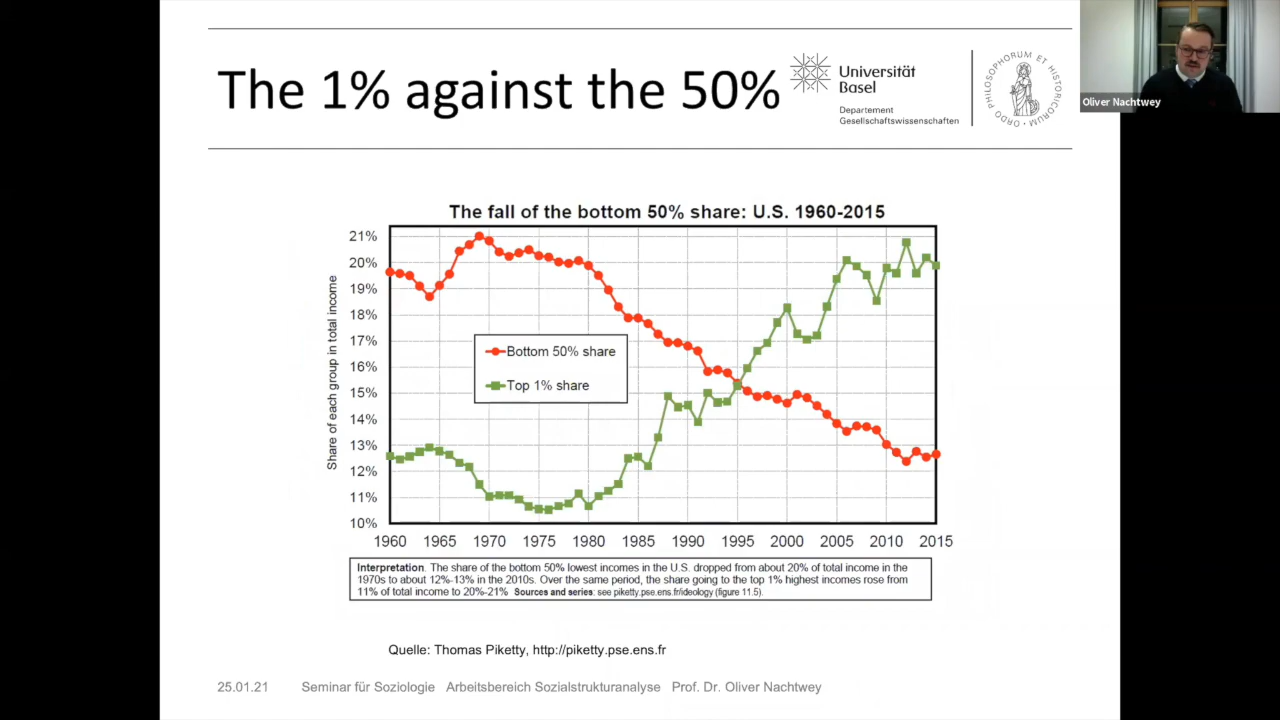 The 1% against the 50%
Universität
Basel
Departement
Gesellschaftswissenschaften
ORDO · PHILOSOPHORUM ET HISTORICORUM ·
Oliver Nachtwey
The fall of the bottom 50% share: U.S. 1960-2015
Share of each group in total income
21%
20%
19%
18%
17%
16%
15%
14%
13%
12%
11%
10%
Bottom 50% share
Top 1% share
1960 1965 1970 1975 1980 1985 1990 1995 2000 2005 2010 2015
Interpretation. The share of the bottom 50% lowest incomes in the U.S. dropped from about 20% of total income in the
1970s to about 12%-13% in the 2010s. Over the same period, the share going to the top 1% highest incomes rose from
11% of total income to 20%-21% Sources and series: see piketty.pse.ens.fr/ideology (figure 11.5).
Quelle: Thomas Piketty, http://piketty.pse.ens.fr
25.01.21 Seminar für Soziologie Arbeitsbereich Sozialstrukturanalyse Prof. Dr. Oliver Nachtwey